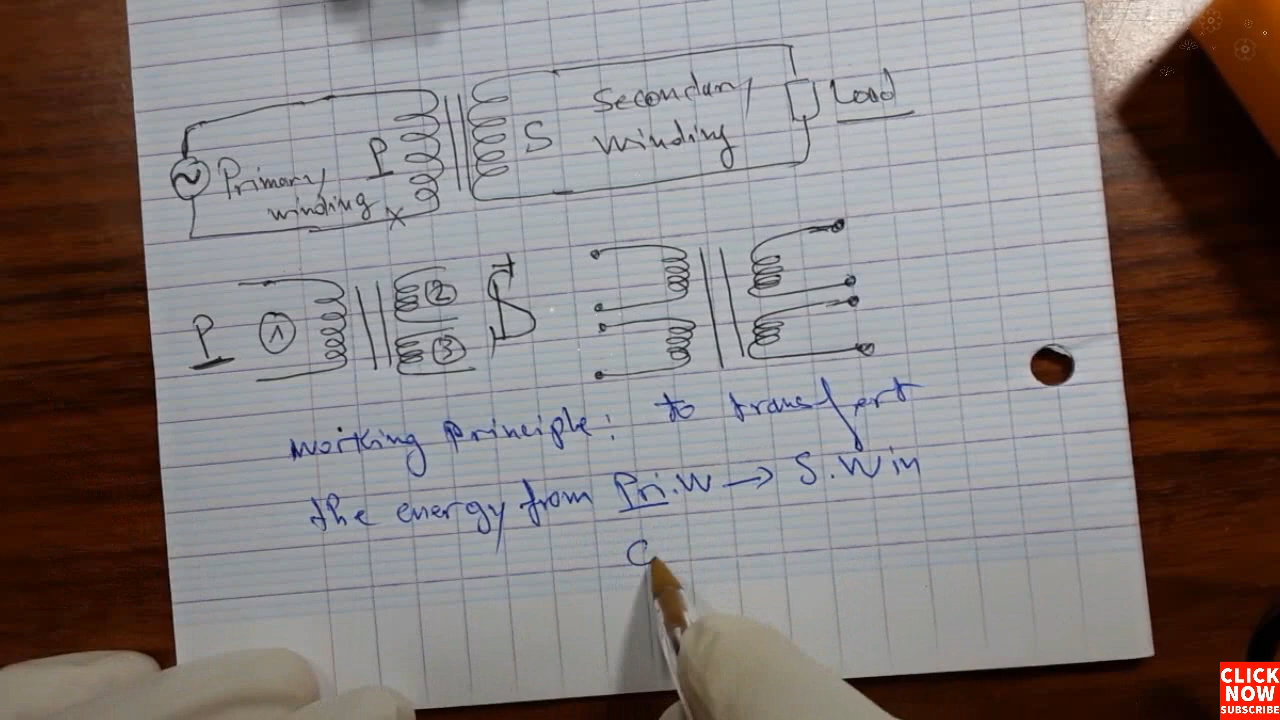 Secondary
Load
P
S
winding
Primary
winding
P
1
2
3
S
working principle: to transfert
the energy from Pri.W → S.Win
C
CLICK
NOW
SUBSCRIBE